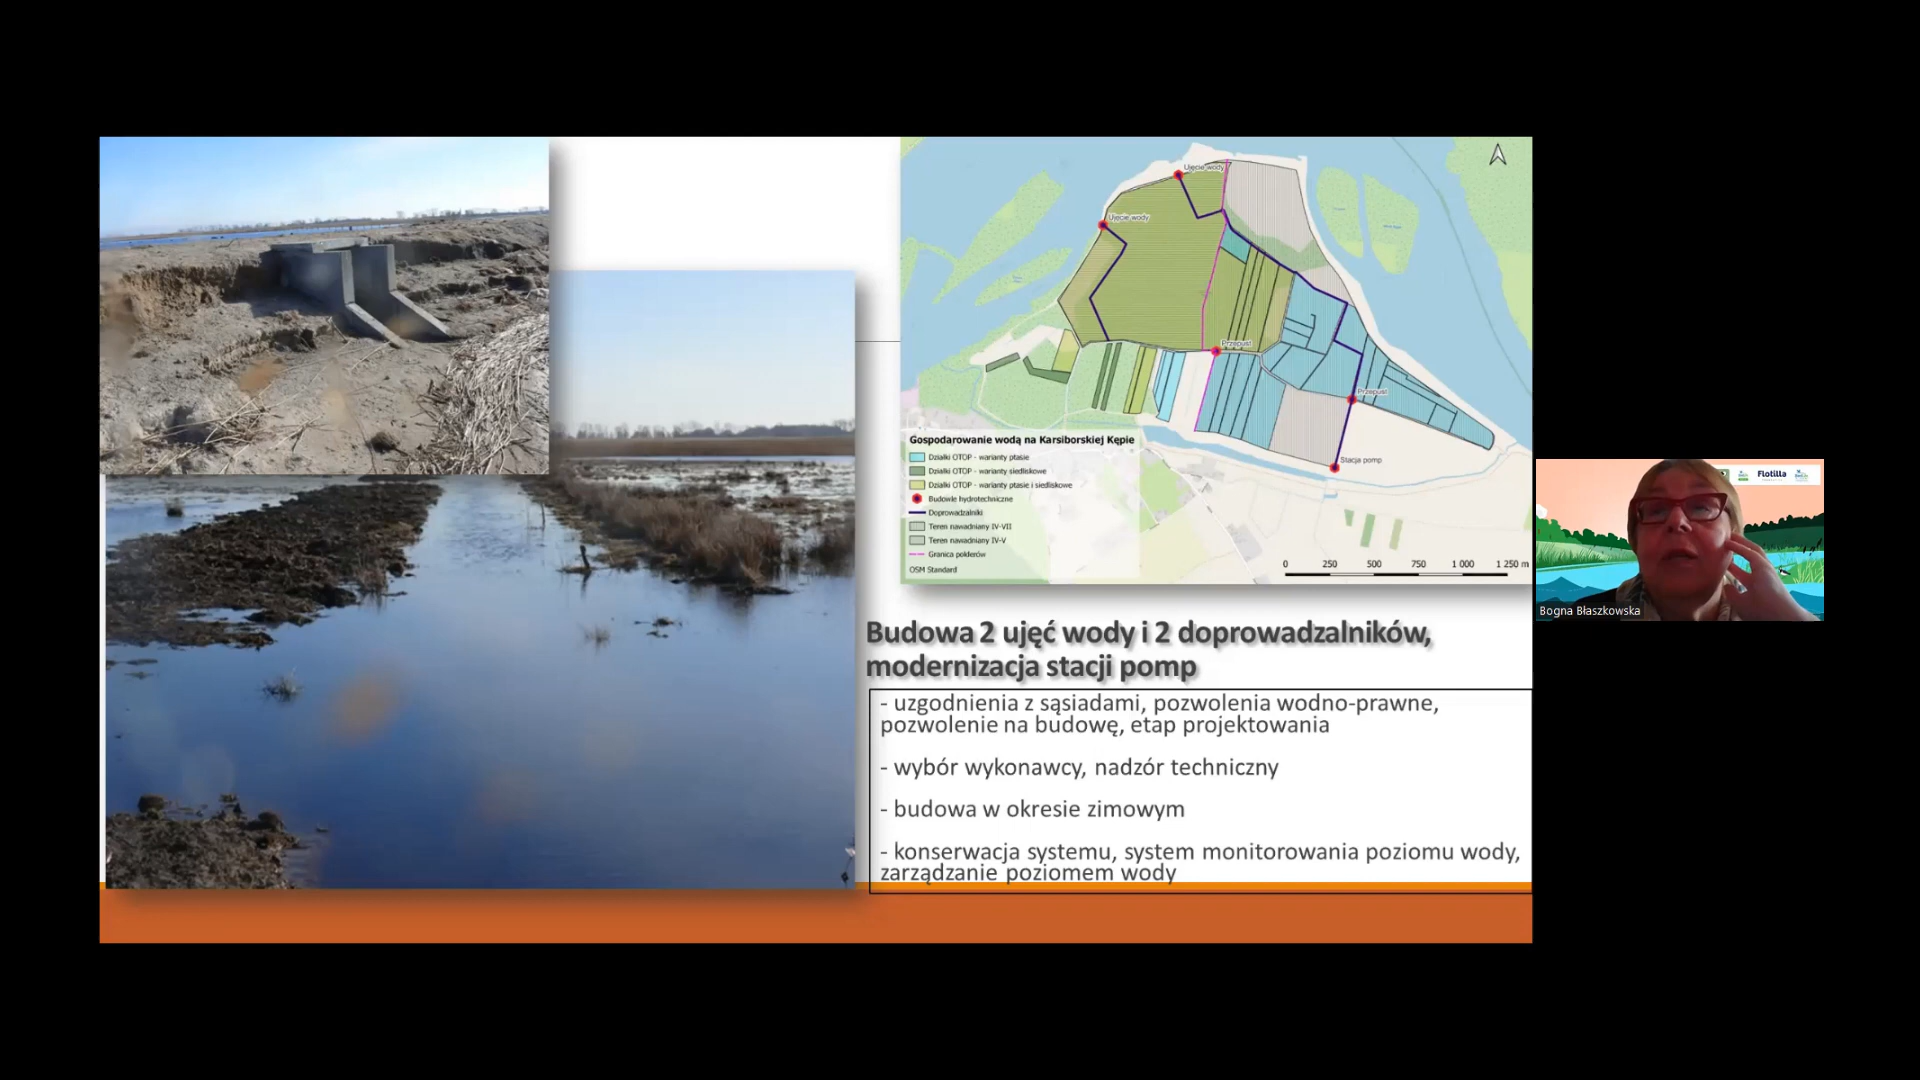 Ujęcie wody
Ujęcie wody
Przepust
Przepust
Stacja pomp
Gospodarowanie wodą na Karsiborskiej Kępie
Działki OTOP - warianty ptasie
Działki OTOP - warianty siedliskowe
Działki OTOP - warianty ptasie i siedliskowe
Budowle hydrotechniczne
Doprowadzalniki
Teren nawadniany IV-VII
Teren nawadniany IV-V
Granica polderów
OSM Standard
0 250 500 750 1 000 1 250 m
Budowa 2 ujęć wody i 2 doprowadzalników,
modernizacja stacji pomp
- uzgodnienia z sąsiadami, pozwolenia wodno-prawne,
pozwolenie na budowę, etap projektowania
- wybór wykonawcy, nadzór techniczny
- budowa w okresie zimowym
- konserwacja systemu, system monitorowania poziomu wody,
zarządzanie poziomem wody
Flotilla
Bogna Błaszkowska